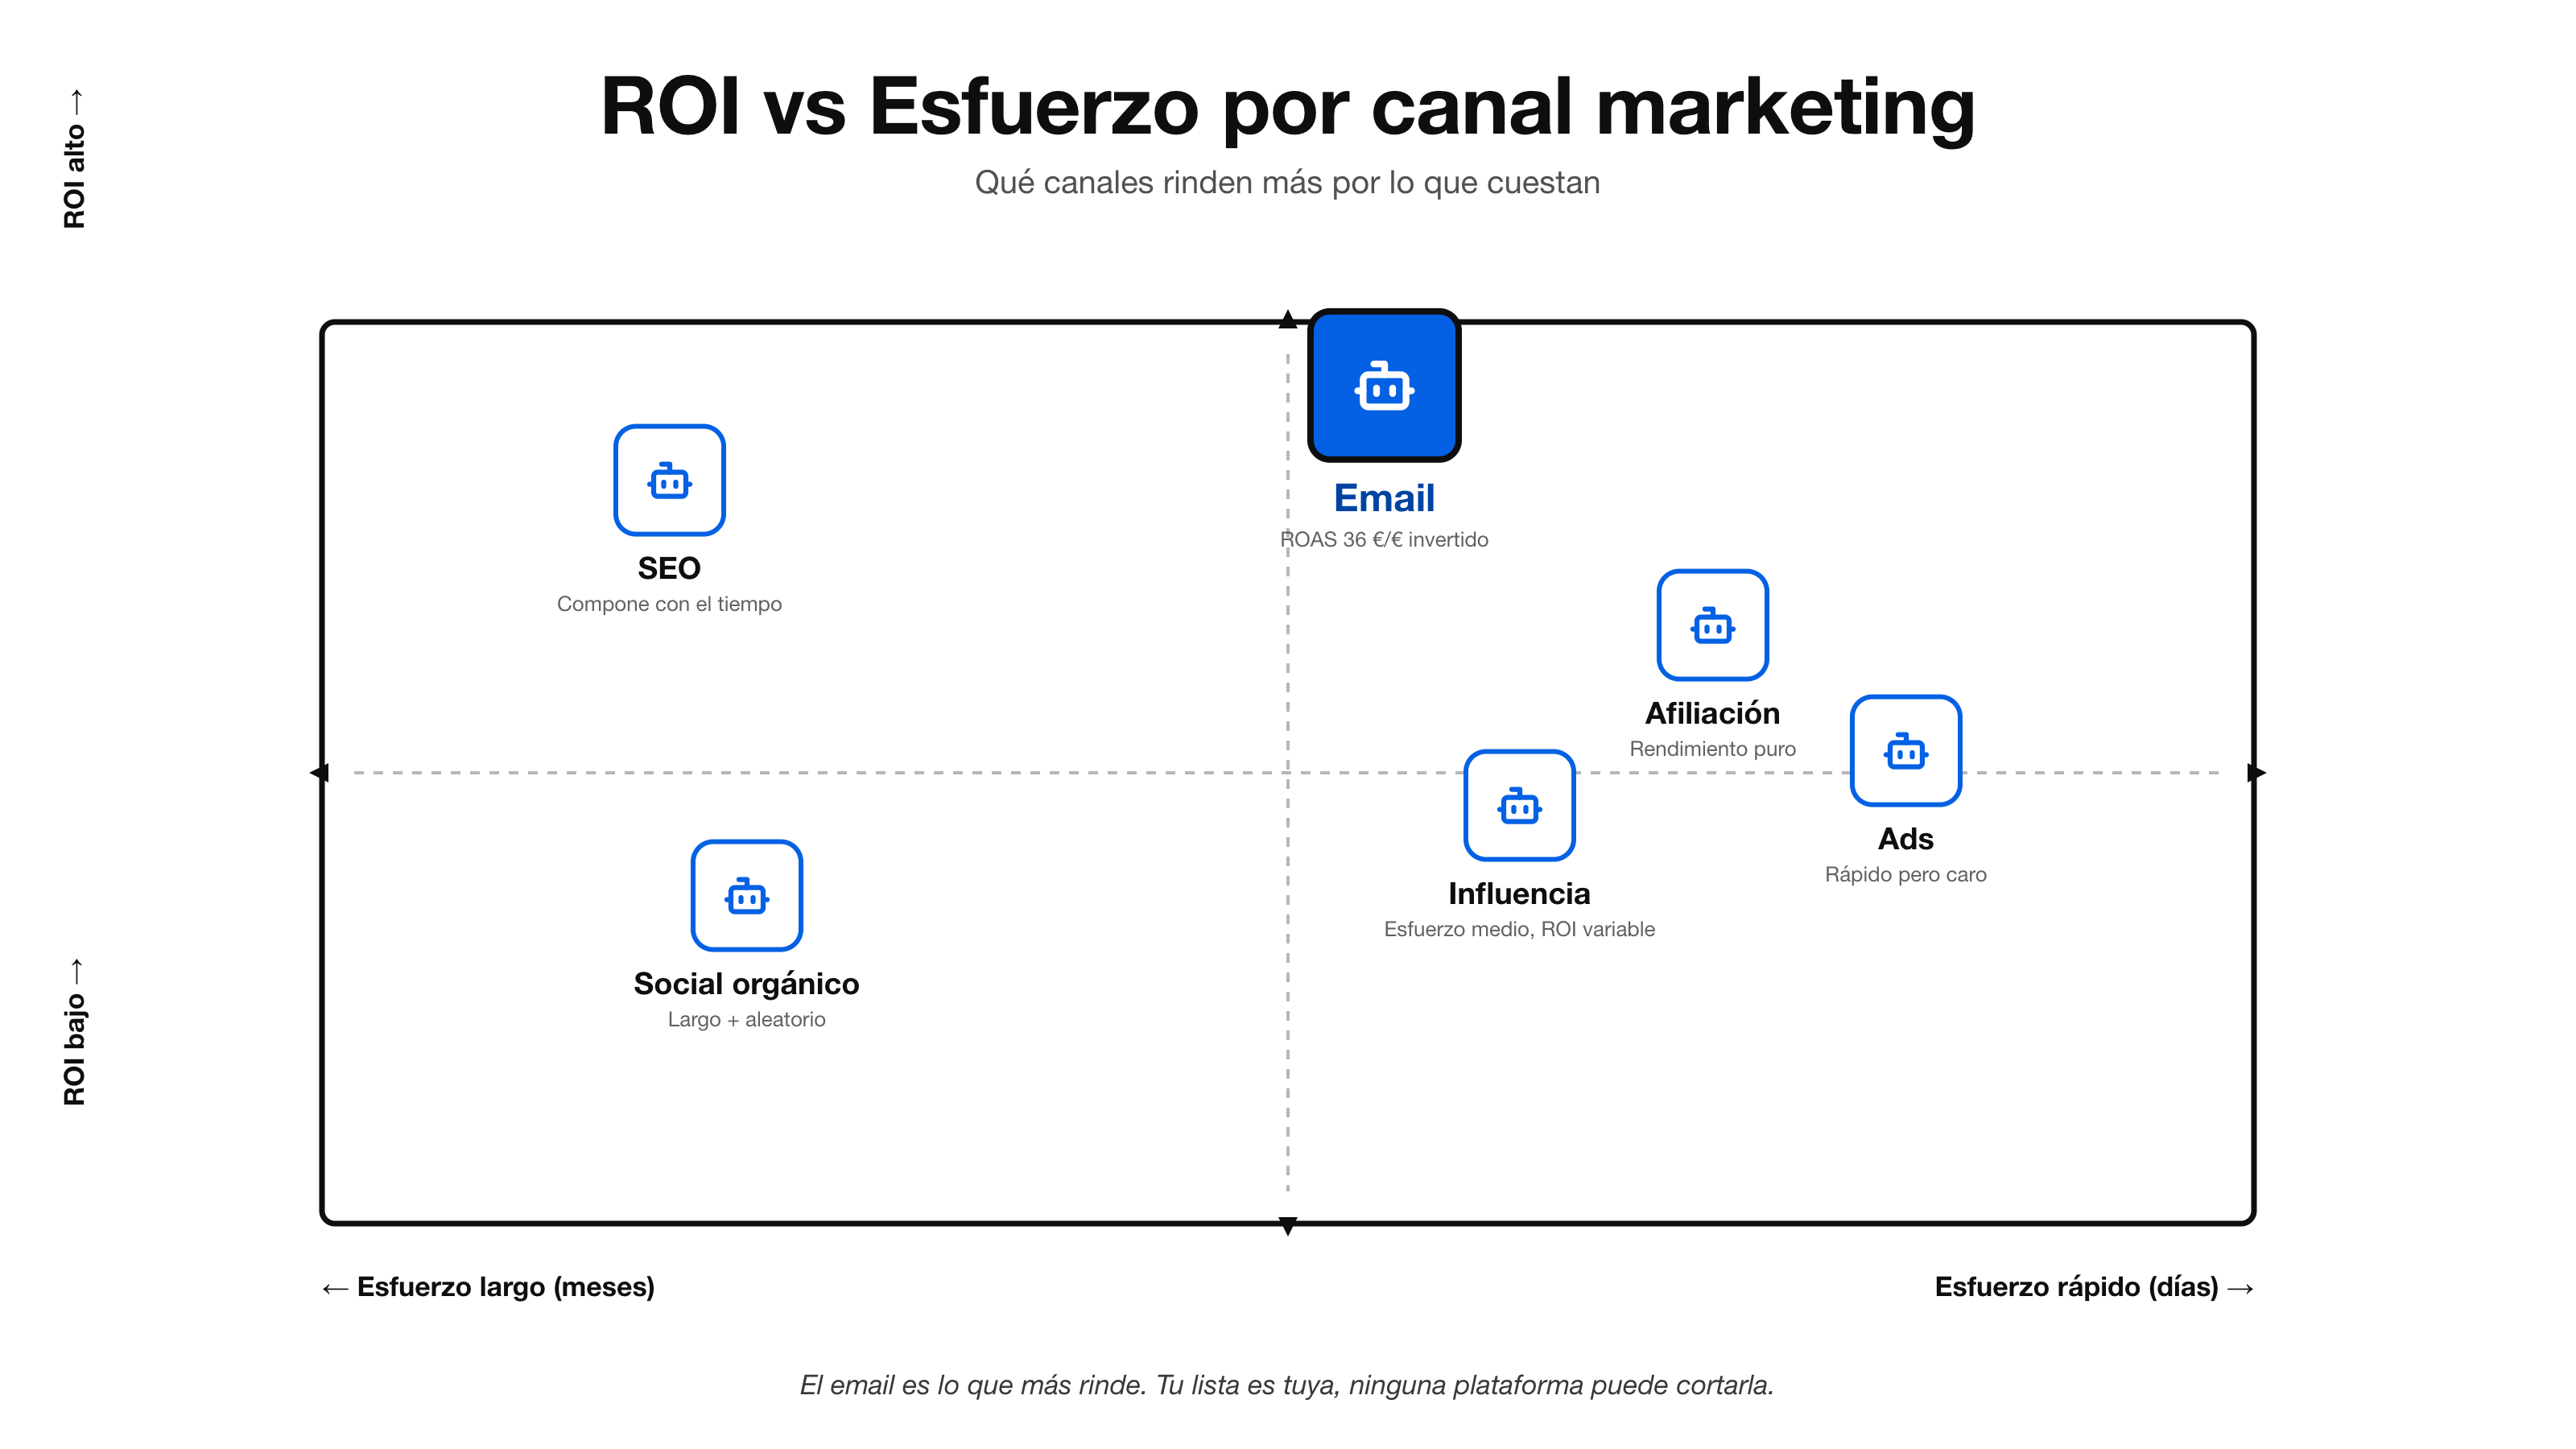 ROI vs Esfuerzo por canal marketing
Qué canales rinden más por lo que cuestan
ROI alto →
Email
ROAS 36 €/€ invertido
SEO
Compone con el tiempo
Afiliación
Rendimiento puro
Ads
Rápido pero caro
Influencia
Esfuerzo medio, ROI variable
Social orgánico
Largo + aleatorio
ROI bajo →
← Esfuerzo largo (meses)
Esfuerzo rápido (días) →
El email es lo que más rinde. Tu lista es tuya, ninguna plataforma puede cortarla.